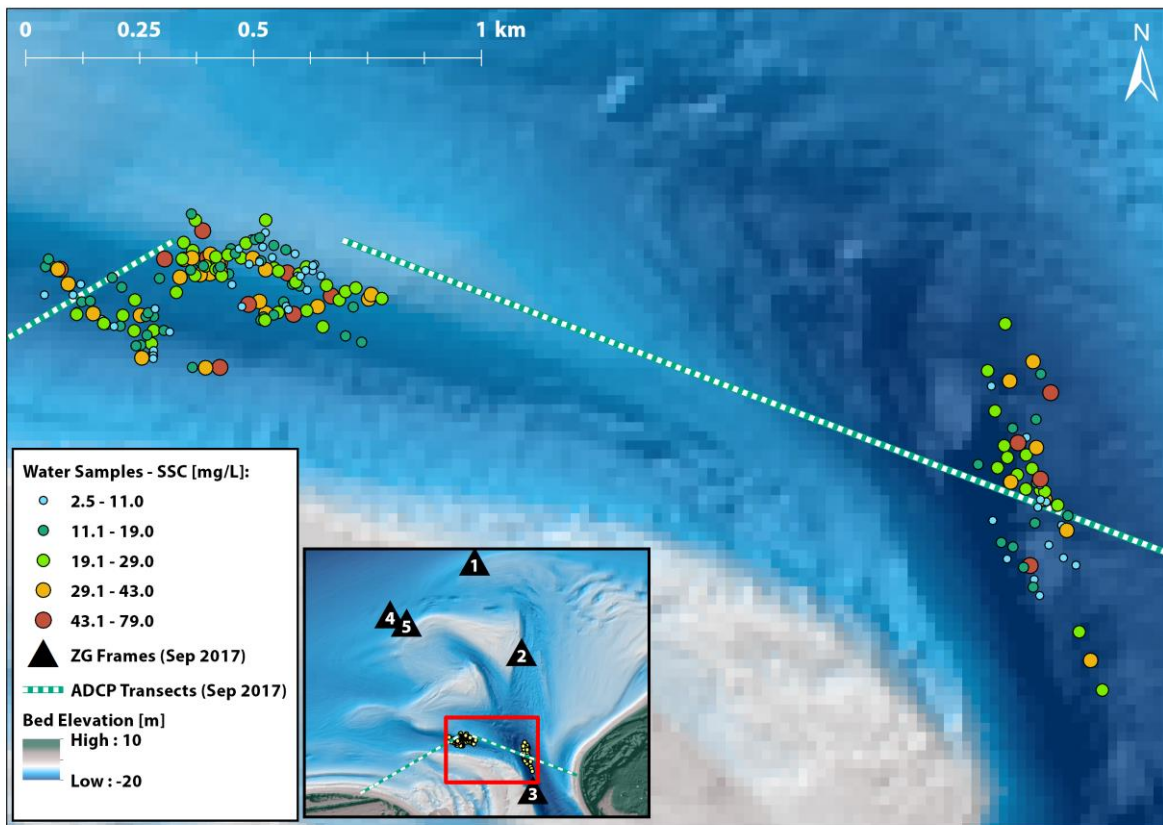 0 0.25 0.5 1 km
N
Water Samples - SSC [mg/L]:
2.5 - 11.0
11.1 - 19.0
19.1 - 29.0
29.1 - 43.0
43.1 - 79.0
ZG Frames (Sep 2017)
ADCP Transects (Sep 2017)
Bed Elevation [m]
High : 10
Low : -20
1
4
5
2
3